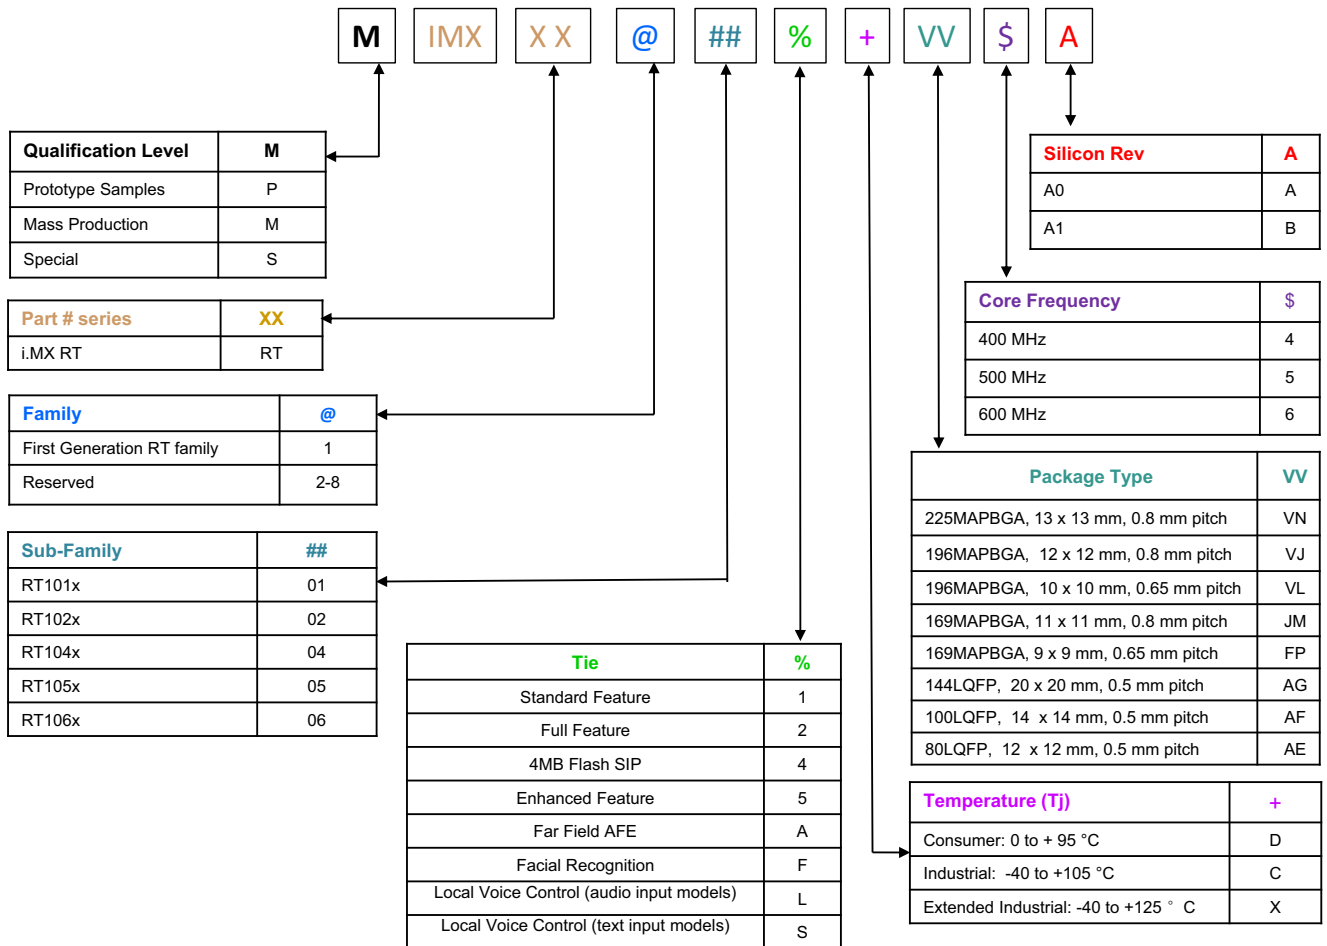 M IMX X X @ ## % + VV $ A
Qualification Level M
Prototype Samples P
Mass Production M
Special S
Part # series XX
i.MX RT RT
Family @
First Generation RT family 1
Reserved 2-8
Sub-Family ##
RT101x 01
RT102x 02
RT104x 04
RT105x 05
RT106x 06
Tie %
Standard Feature 1
Full Feature 2
4MB Flash SIP 4
Enhanced Feature 5
Far Field AFE A
Facial Recognition F
Local Voice Control (audio input models) L
Local Voice Control (text input models) S
Silicon Rev A
A0 A
A1 B
Core Frequency $
400 MHz 4
500 MHz 5
600 MHz 6
Package Type VV
225MAPBGA, 13 x 13 mm, 0.8 mm pitch VN
196MAPBGA, 12 x 12 mm, 0.8 mm pitch VJ
196MAPBGA, 10 x 10 mm, 0.65 mm pitch VL
169MAPBGA, 11 x 11 mm, 0.8 mm pitch JM
169MAPBGA, 9 x 9 mm, 0.65 mm pitch FP
144LQFP, 20 x 20 mm, 0.5 mm pitch AG
100LQFP, 14 x 14 mm, 0.5 mm pitch AF
80LQFP, 12 x 12 mm, 0.5 mm pitch AE
Temperature (Tj) +
Consumer: 0 to + 95 °C D
Industrial: -40 to +105 °C C
Extended Industrial: -40 to +125 ° C X